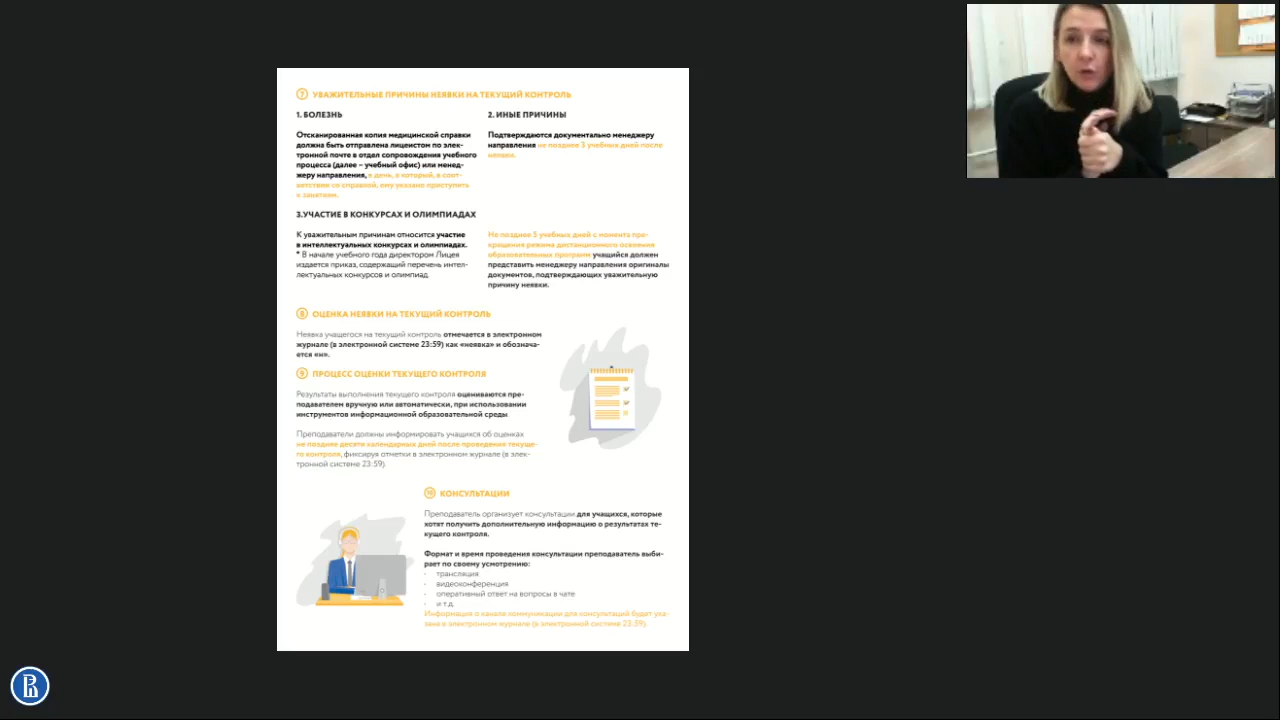 7 УВАЖИТЕЛЬНЫЕ ПРИЧИНЫ НЕЯВКИ НА ТЕКУЩИЙ КОНТРОЛЬ
1. БОЛЕЗНЬ
Отсканированная копия медицинской справки
должна быть отправлена лицеистом по элек-
тронной почте в отдел сопровождения учебного
процесса (далее – учебный офис) или менед-
жеру направления, в день, в который, в соот-
ветствии со справкой, ему указано приступить
к занятиям.
2. ИНЫЕ ПРИЧИНЫ
Подтверждаются документально менеджеру
направления не позднее 3 учебных дней после
неявки.
3.УЧАСТИЕ В КОНКУРСАХ И ОЛИМПИАДАХ
К уважительным причинам относится участие
в интеллектуальных конкурсах и олимпиадах.
* В начале учебного года директором Лицея
издается приказ, содержащий перечень интел-
лектуальных конкурсов и олимпиад.
Не позднее 5 учебных дней с момента пре-
кращения режима дистанционного освоения
образовательных программ учащийся должен
представить менеджеру направления оригиналы
документов, подтверждающих уважительную
причину неявки.
8 ОЦЕНКА НЕЯВКИ НА ТЕКУЩИЙ КОНТРОЛЬ
Неявка учащегося на текущий контроль отмечается в электронном
журнале (в электронной системе 23:59) как «неявка» и обознача-
ется «н».
9 ПРОЦЕСС ОЦЕНКИ ТЕКУЩЕГО КОНТРОЛЯ
Результаты выполнения текущего контроля оцениваются пре-
подавателем вручную или автоматически, при использовании
инструментов информационной образовательной среды
Преподаватели должны информировать учащихся об оценках
не позднее десяти календарных дней после проведения текуще-
го контроля, фиксируя отметки в электронном журнале (в элек-
тронной системе 23:59).
10 КОНСУЛЬТАЦИИ
Преподаватель организует консультации для учащихся, которые
хотят получить дополнительную информацию о результатах те-
кущего контроля.
Формат и время проведения консультации преподаватель выби-
рает по своему усмотрению:
· трансляция
· видеоконференция
· оперативный ответ на вопросы в чате
· и т.д.
Информация о канале коммуникации для консультаций будет ука-
зана в электронном журнале (в электронной системе 23:59).